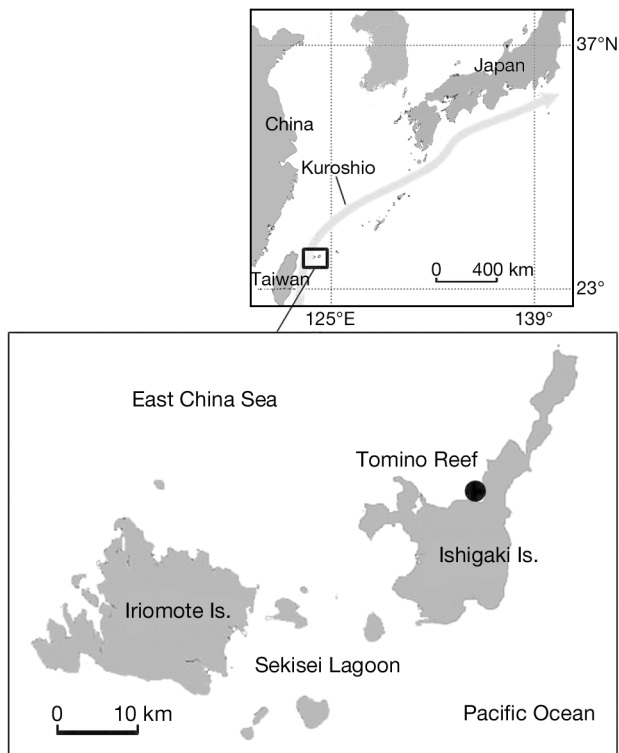 37°N
Japan
China
Kuroshio
0 400 km
Taiwan
23°
125°E 139°
East China Sea
Tomino Reef
Ishigaki Is.
Iriomote Is.
Sekisei Lagoon
0 10 km
Pacific Ocean